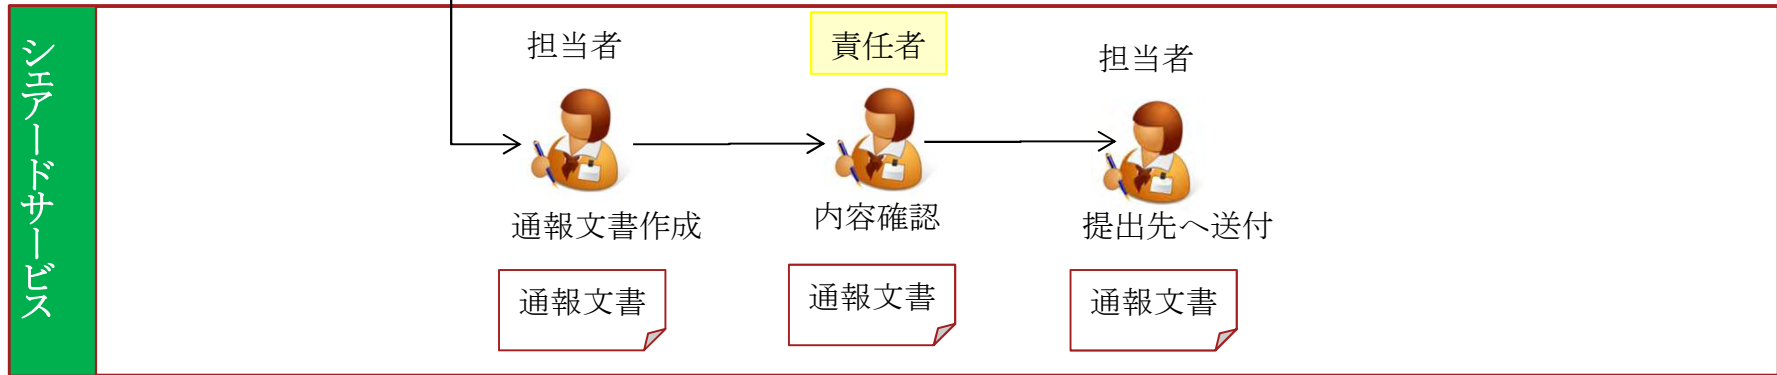 シェアードサービス
担当者
責任者
担当者
通報文書作成
内容確認
提出先へ送付
通報文書
通報文書
通報文書